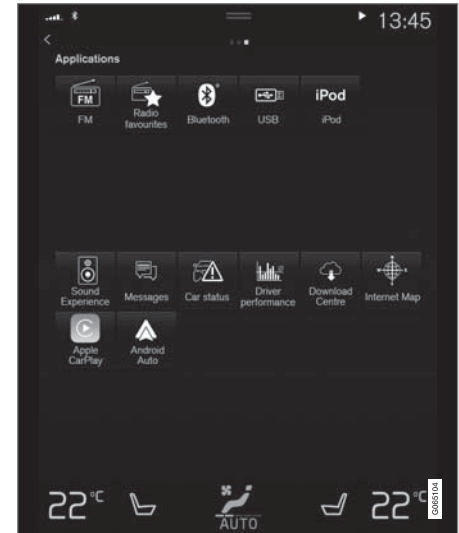 13:45
Applications
FM
FM
Radio
favourites
Bluetooth
USB
iPod
iPod
Sound
Experience
Messages
Car status
Driver
performance
Download
Centre
Internet Map
Apple
CarPlay
Android
Auto
22°C
AUTO
22°C
G065104